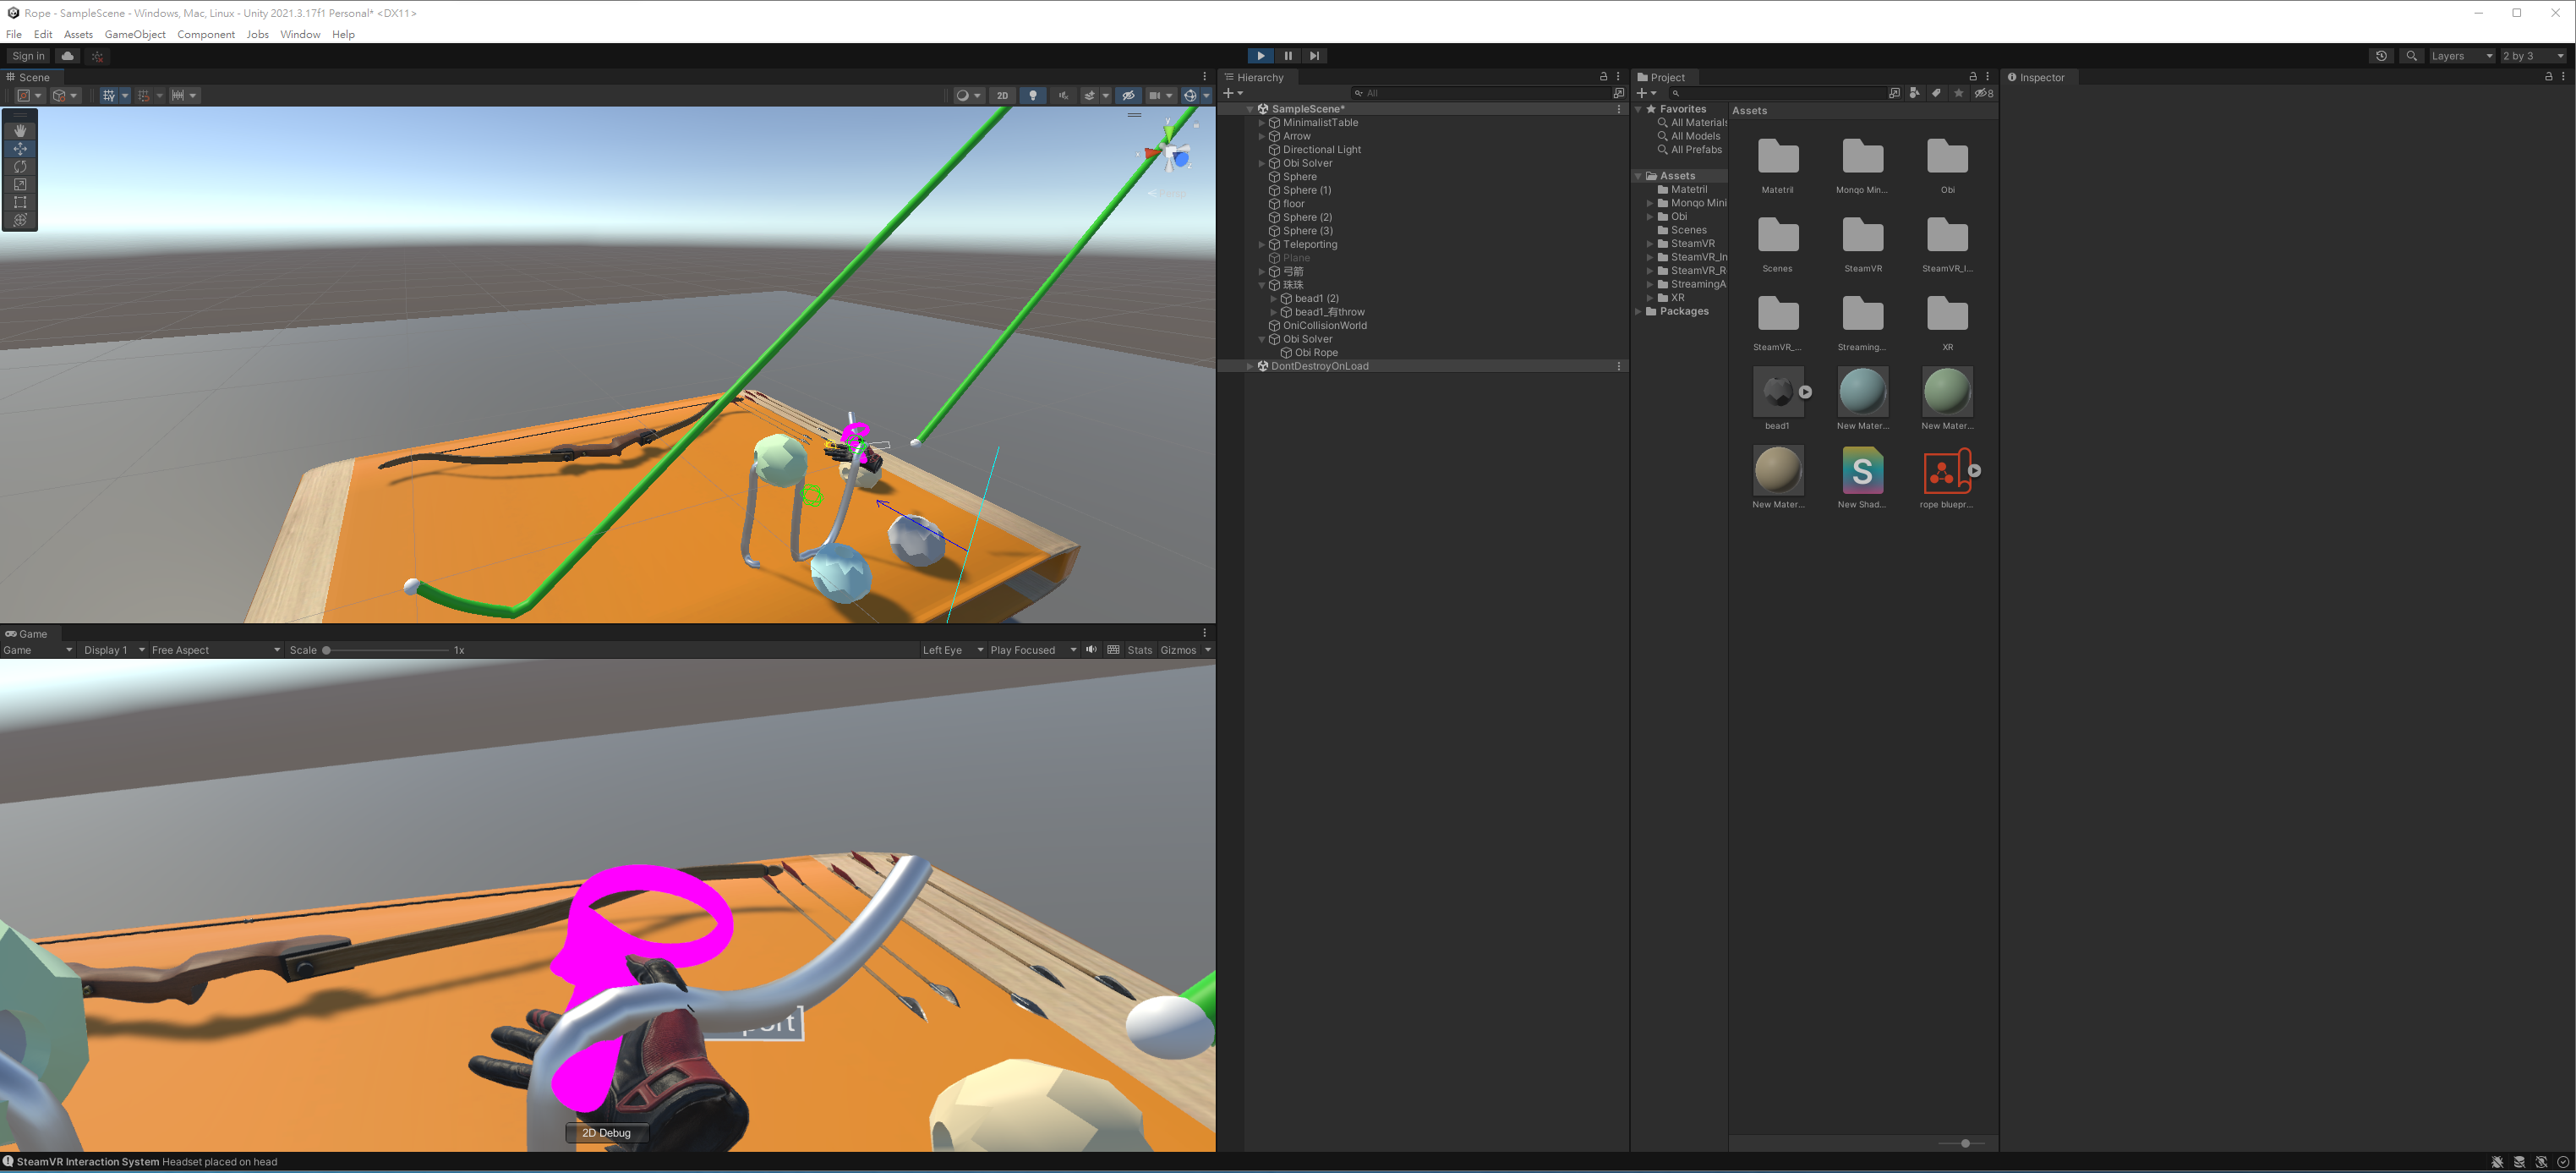 Rope - SampleScene - Windows, Mac, Linux - Unity 2021.3.17f1 Personal* <DX11>
File Edit Assets GameObject Component Jobs Window Help
Sign in
Layers
2 by 3
Scene
2D
y
x
Persp
Game
Game
Display 1
Free Aspect
Scale
1x
Left Eye
Play Focused
Stats
Gizmos
port
2D Debug
SteamVR Interaction System Headset placed on head
Hierarchy
All
SampleScene*
MinimalistTable
Arrow
Directional Light
Obi Solver
Sphere
Sphere (1)
floor
Sphere (2)
Sphere (3)
Teleporting
Plane
弓箭
珠珠
bead1 (2)
bead1_有throw
OniCollisionWorld
Obi Solver
Obi Rope
DontDestroyOnLoad
Project
8
Favorites
All Materials
All Models
All Prefabs
Assets
Matetril
Monqo Mini
Obi
Scenes
SteamVR
SteamVR_In
SteamVR_R
StreamingA
XR
Packages
Assets
Matetril
Monqo Min...
Obi
Scenes
SteamVR
SteamVR_I...
SteamVR_...
Streaming...
XR
bead1
New Mater...
New Mater...
New Mater...
S
New Shad...
rope bluepr...
Inspector